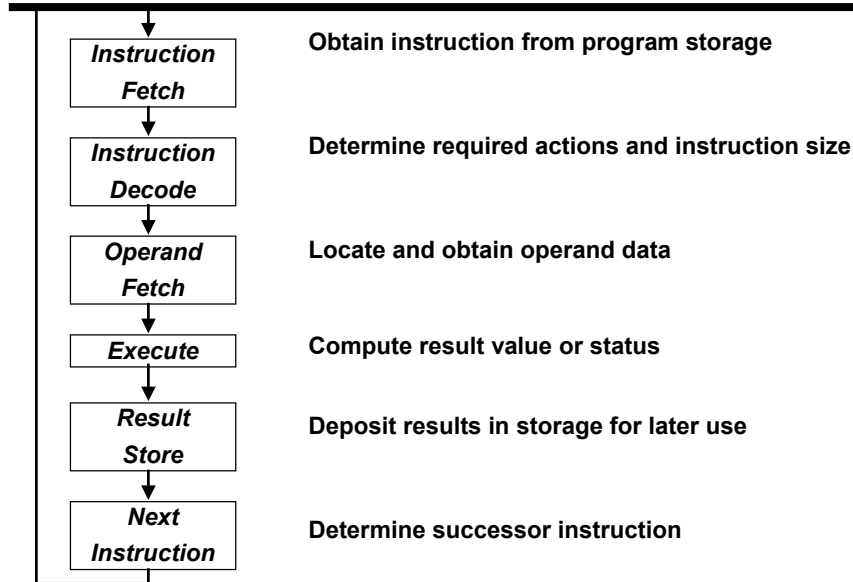 Instruction
Fetch
Obtain instruction from program storage
Instruction
Decode
Determine required actions and instruction size
Operand
Fetch
Locate and obtain operand data
Execute
Compute result value or status
Result
Store
Deposit results in storage for later use
Next
Instruction
Determine successor instruction